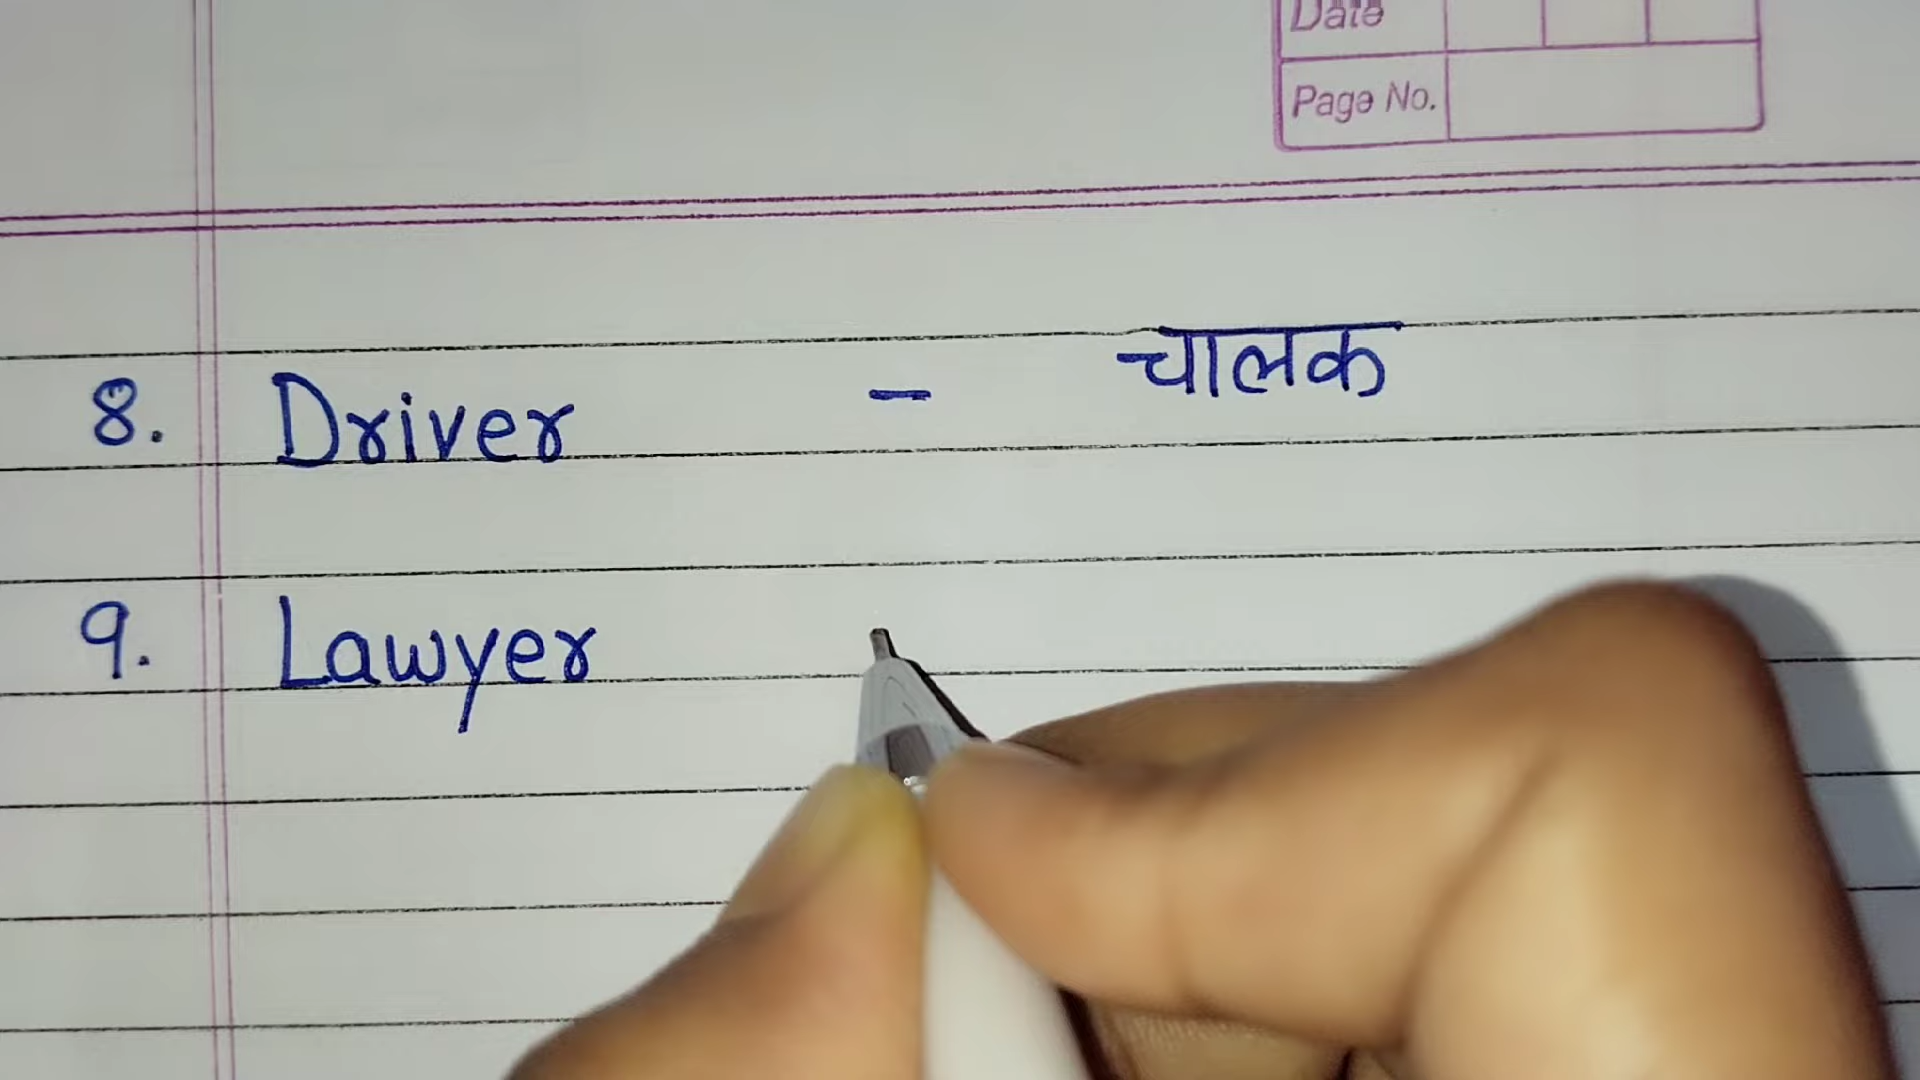 Date
Page No.
8. Driver - चालक
9. Lawyer